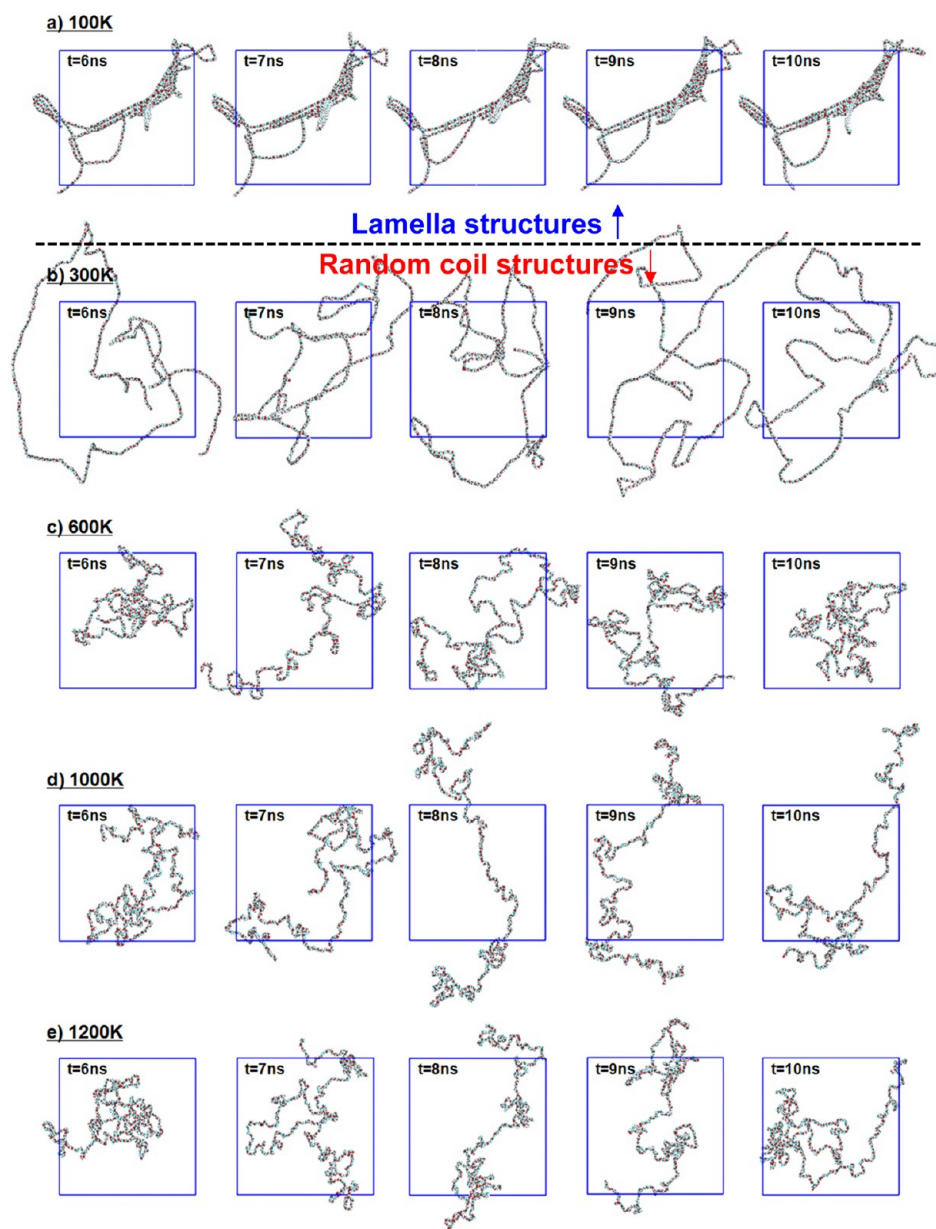 a) 100K
t=6ns t=7ns t=8ns t=9ns t=10ns
Lamella structures
Random coil structures
b) 300K
t=6ns t=7ns t=8ns t=9ns t=10ns
c) 600K
t=6ns t=7ns t=8ns t=9ns t=10ns
d) 1000K
t=6ns t=7ns t=8ns t=9ns t=10ns
e) 1200K
t=6ns t=7ns t=8ns t=9ns t=10ns